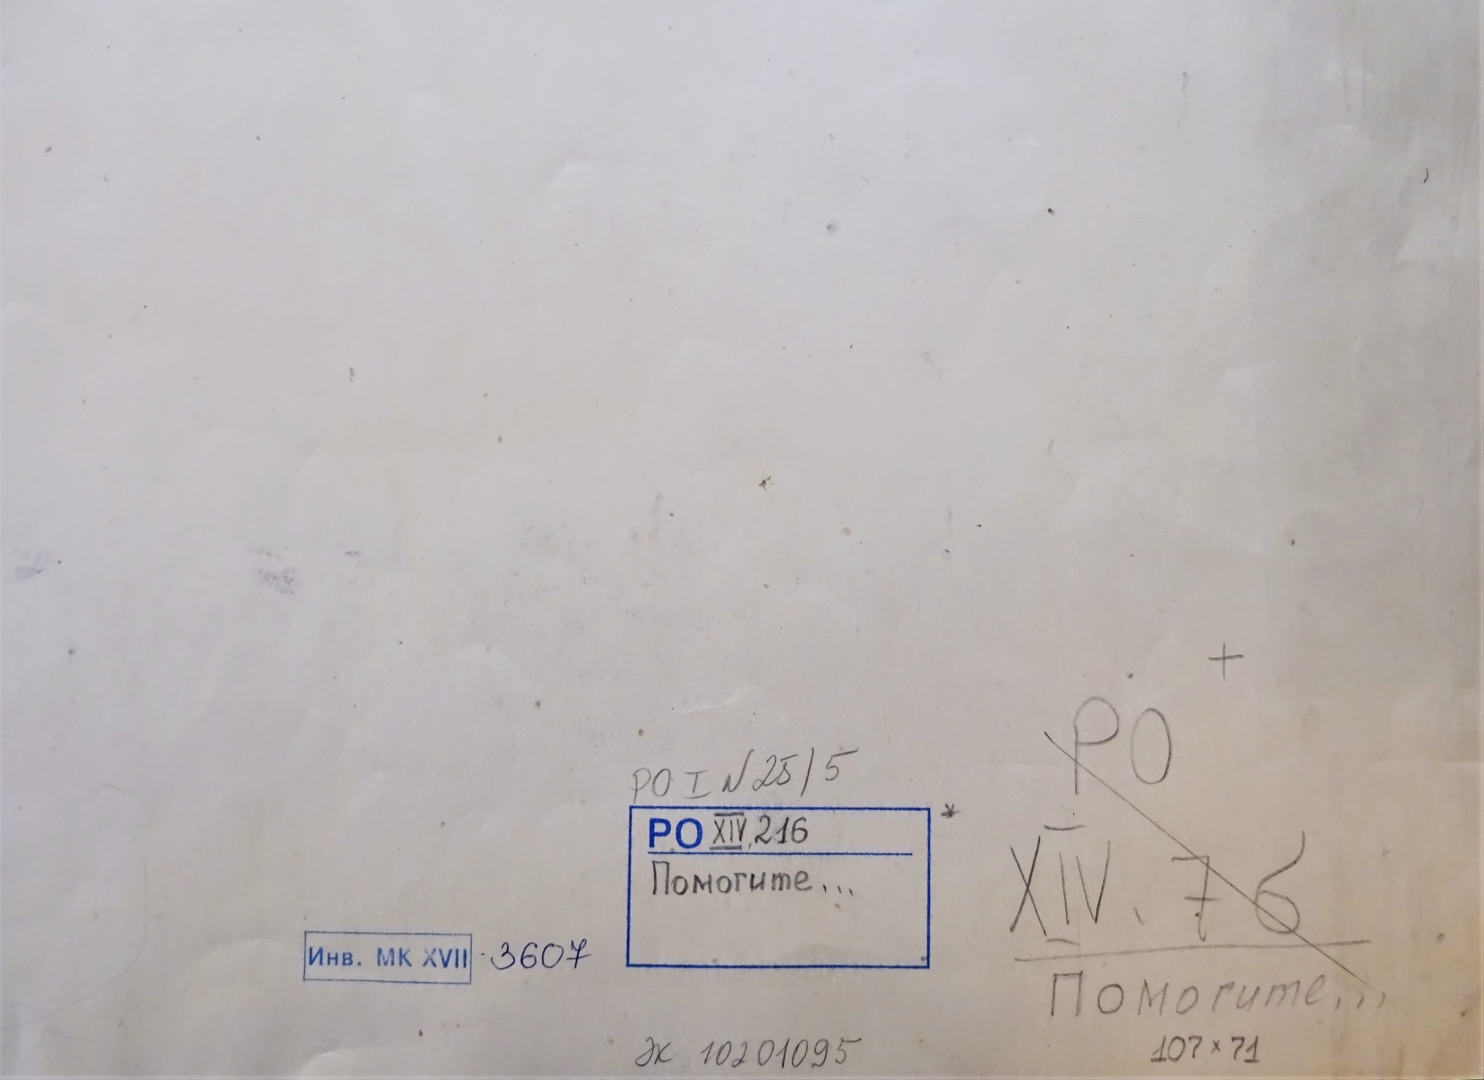 +
РО
XIV. 76
Помогите...
107 x 71
РО I N 25/5
*
РО XIV. 216
Помогите...
Инв. МК XVII - 3607
эк 10201095